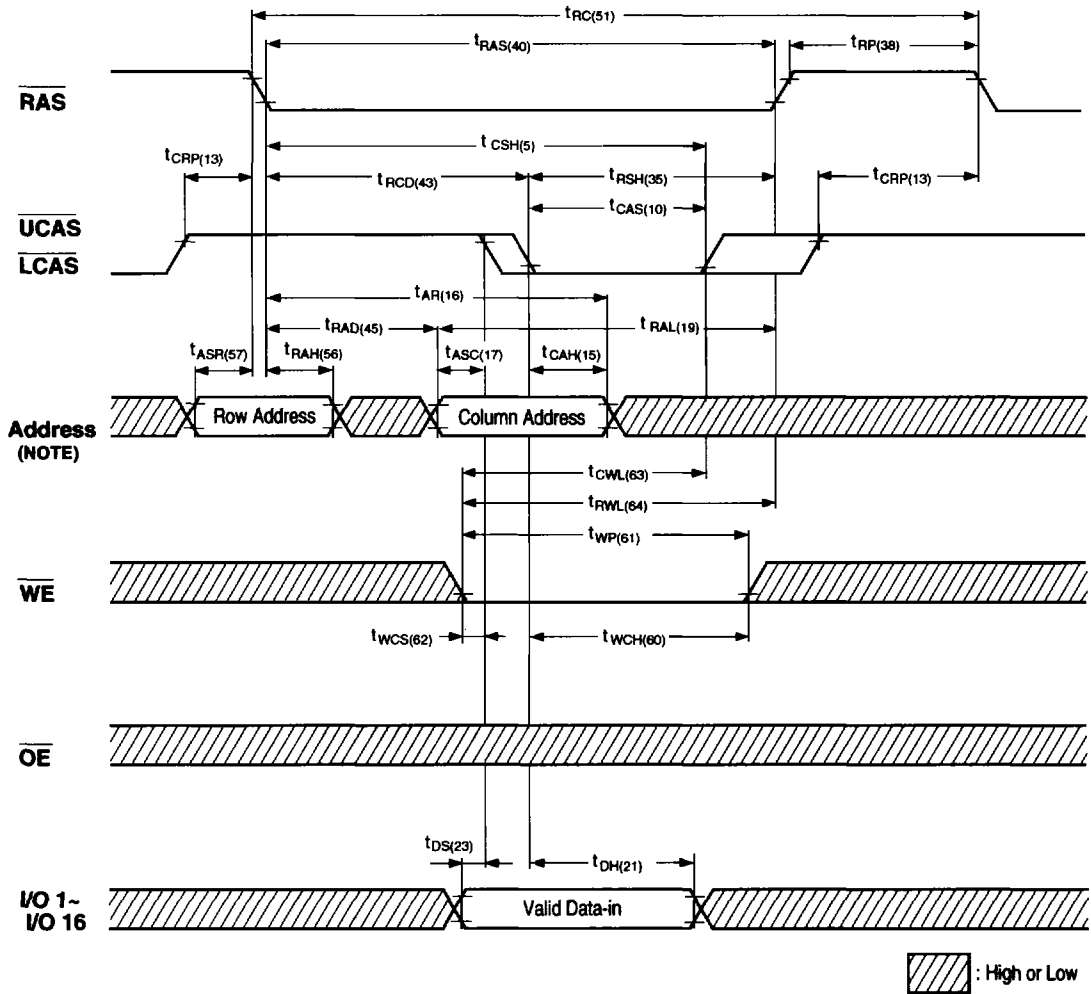 tRC(51)
tRAS(40)
tRP(38)
RAS
tCSH(5)
tCRP(13)
tRCD(43)
tRSH(35)
tCRP(13)
tCAS(10)
UCAS
LCAS
tAR(16)
tRAD(45)
tRAL(19)
tASR(57)
tRAH(56)
tASC(17)
tCAH(15)
Row Address
Column Address
Address
(NOTE)
tCWL(63)
tRWL(64)
tWP(61)
WE
tWCS(62)
tWCH(60)
OE
tDS(23)
tDH(21)
I/O 1~
I/O 16
Valid Data-in
: High or Low